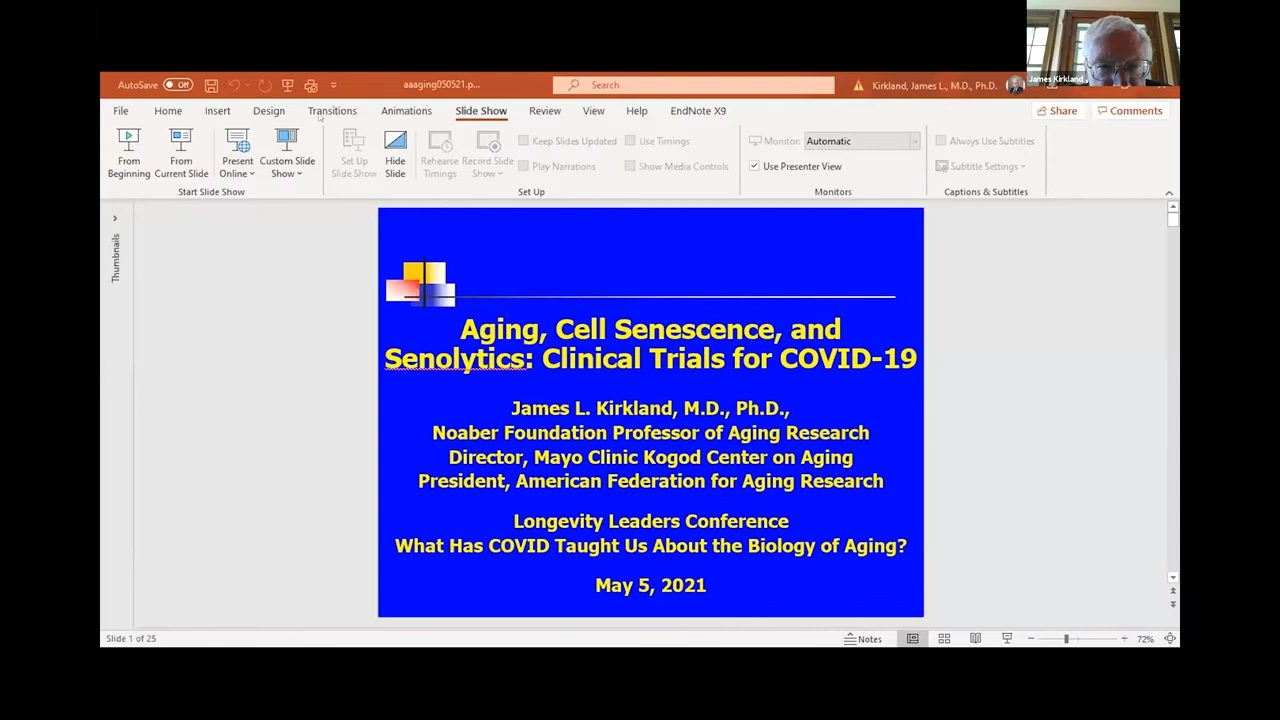 AutoSave Off
aaaging050521.p...
Search
Kirkland, James L., M.D., Ph.D.
James Kirkland
File Home Insert Design Transitions Animations Slide Show Review View Help EndNote X9
Share Comments
From Beginning
From Current Slide
Present Online
Custom Slide Show
Start Slide Show
Set Up Slide Show
Hide Slide
Rehearse Timings
Record Slide Show
Keep Slides Updated
Play Narrations
Use Timings
Show Media Controls
Set Up
Monitor: Automatic
Use Presenter View
Monitors
Always Use Subtitles
Subtitle Settings
Captions & Subtitles
Thumbnails
Aging, Cell Senescence, and
Senolytics: Clinical Trials for COVID-19
James L. Kirkland, M.D., Ph.D.,
Noaber Foundation Professor of Aging Research
Director, Mayo Clinic Kogod Center on Aging
President, American Federation for Aging Research
Longevity Leaders Conference
What Has COVID Taught Us About the Biology of Aging?
May 5, 2021
Slide 1 of 25
Notes
72%